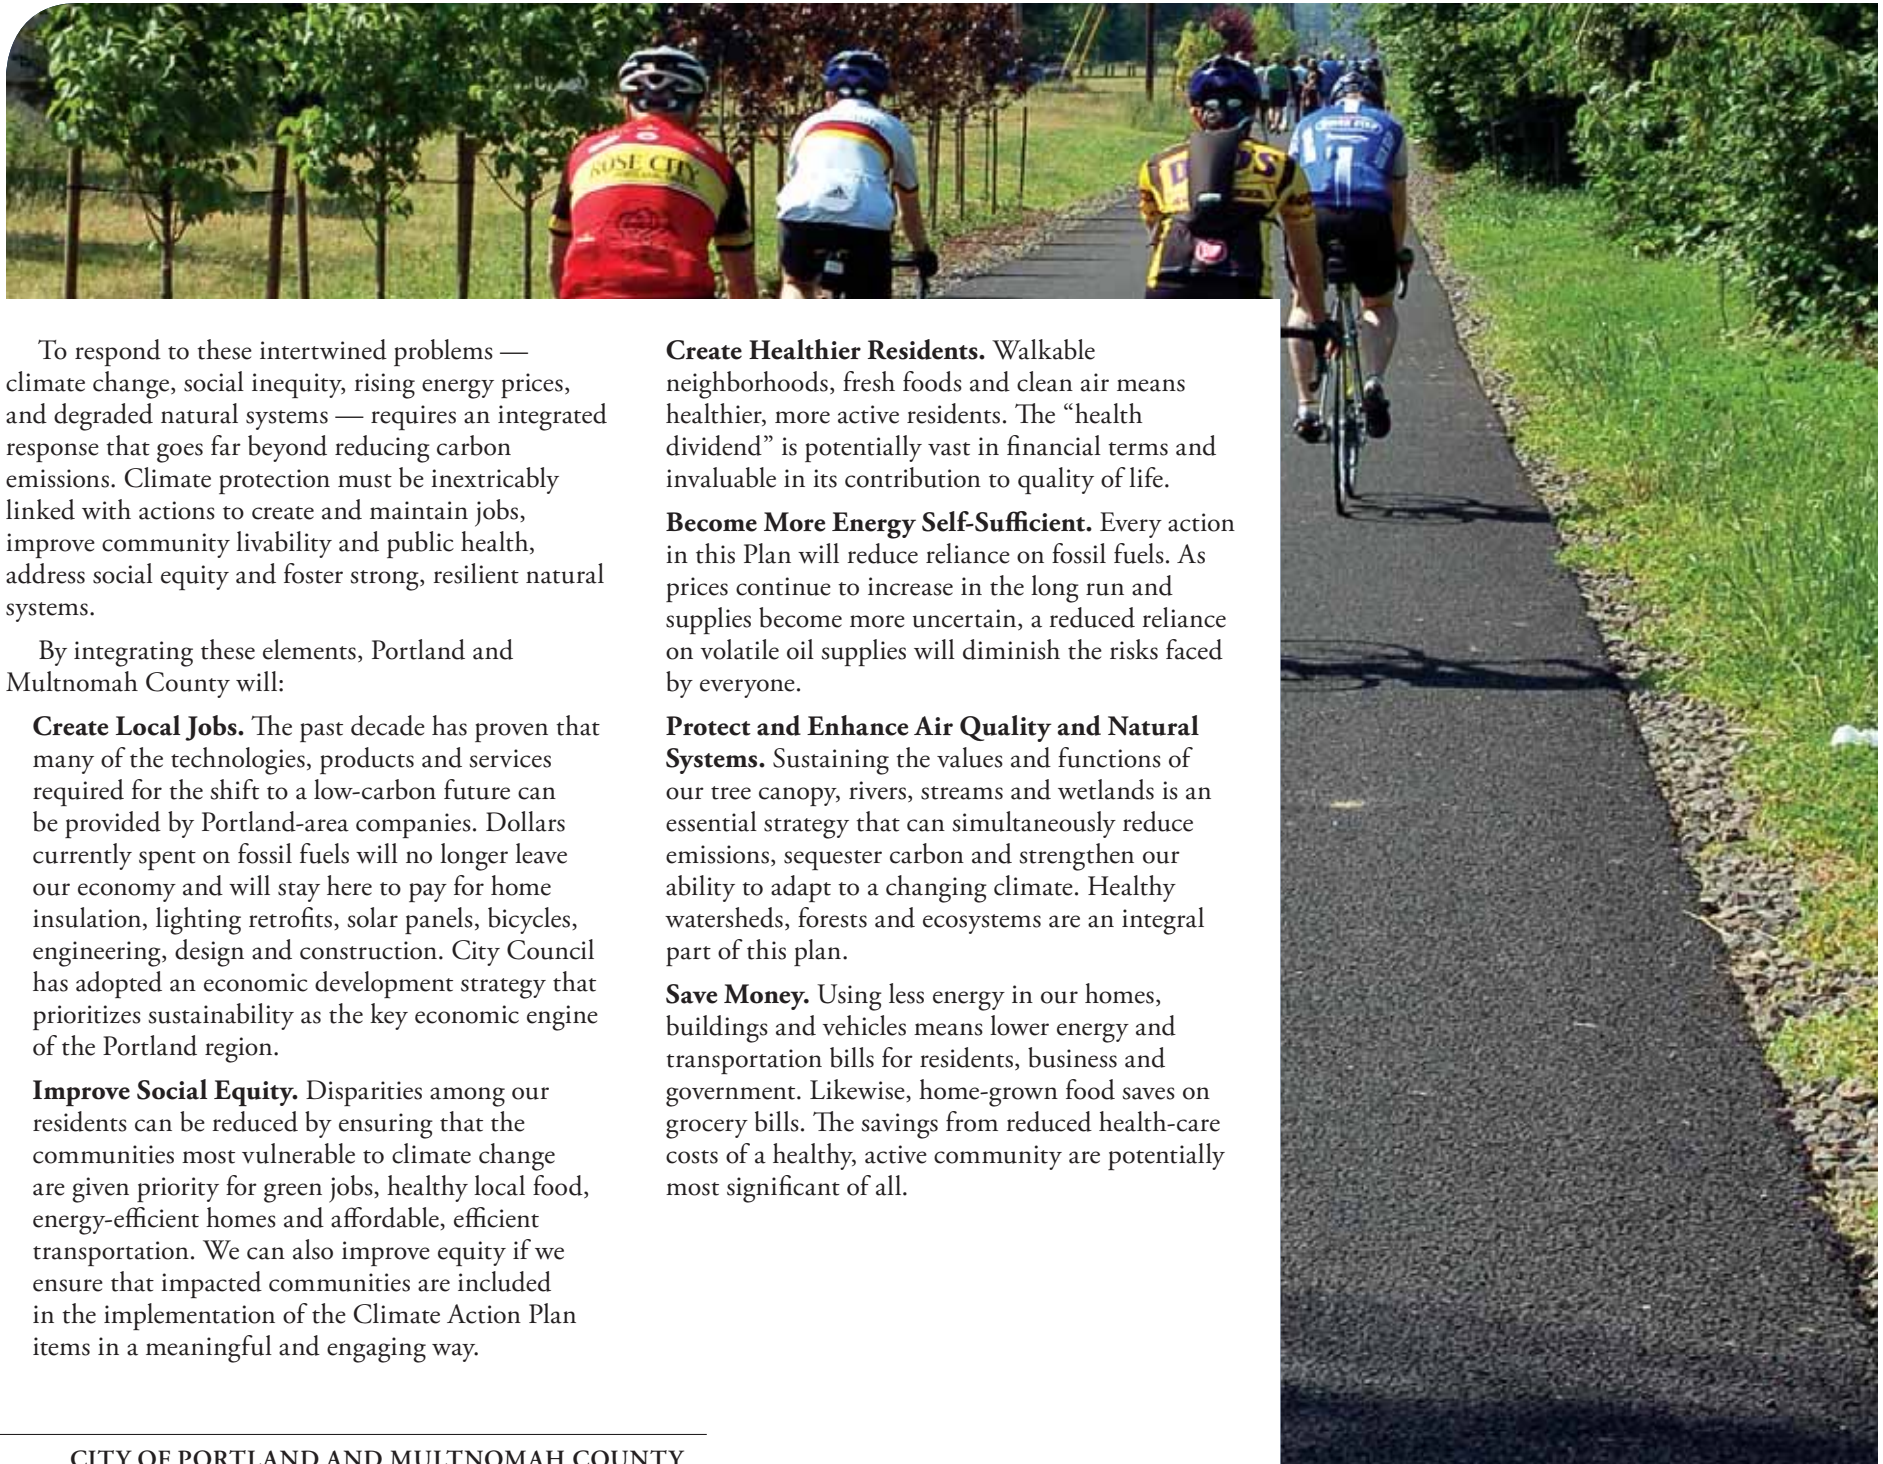 ROSE CITY
1
To respond to these intertwined problems —
climate change, social inequity, rising energy prices,
and degraded natural systems — requires an integrated
response that goes far beyond reducing carbon
emissions. Climate protection must be inextricably
linked with actions to create and maintain jobs,
improve community livability and public health,
address social equity and foster strong, resilient natural
systems.
By integrating these elements, Portland and
Multnomah County will:
Create Local Jobs. The past decade has proven that
many of the technologies, products and services
required for the shift to a low-carbon future can
be provided by Portland-area companies. Dollars
currently spent on fossil fuels will no longer leave
our economy and will stay here to pay for home
insulation, lighting retrofits, solar panels, bicycles,
engineering, design and construction. City Council
has adopted an economic development strategy that
prioritizes sustainability as the key economic engine
of the Portland region.
Improve Social Equity. Disparities among our
residents can be reduced by ensuring that the
communities most vulnerable to climate change
are given priority for green jobs, healthy local food,
energy-efficient homes and affordable, efficient
transportation. We can also improve equity if we
ensure that impacted communities are included
in the implementation of the Climate Action Plan
items in a meaningful and engaging way.
Create Healthier Residents. Walkable
neighborhoods, fresh foods and clean air means
healthier, more active residents. The “health
dividend” is potentially vast in financial terms and
invaluable in its contribution to quality of life.
Become More Energy Self-Sufficient. Every action
in this Plan will reduce reliance on fossil fuels. As
prices continue to increase in the long run and
supplies become more uncertain, a reduced reliance
on volatile oil supplies will diminish the risks faced
by everyone.
Protect and Enhance Air Quality and Natural
Systems. Sustaining the values and functions of
our tree canopy, rivers, streams and wetlands is an
essential strategy that can simultaneously reduce
emissions, sequester carbon and strengthen our
ability to adapt to a changing climate. Healthy
watersheds, forests and ecosystems are an integral
part of this plan.
Save Money. Using less energy in our homes,
buildings and vehicles means lower energy and
transportation bills for residents, business and
government. Likewise, home-grown food saves on
grocery bills. The savings from reduced health-care
costs of a healthy, active community are potentially
most significant of all.
CITY OF PORTLAND AND MULTNOMAH COUNTY